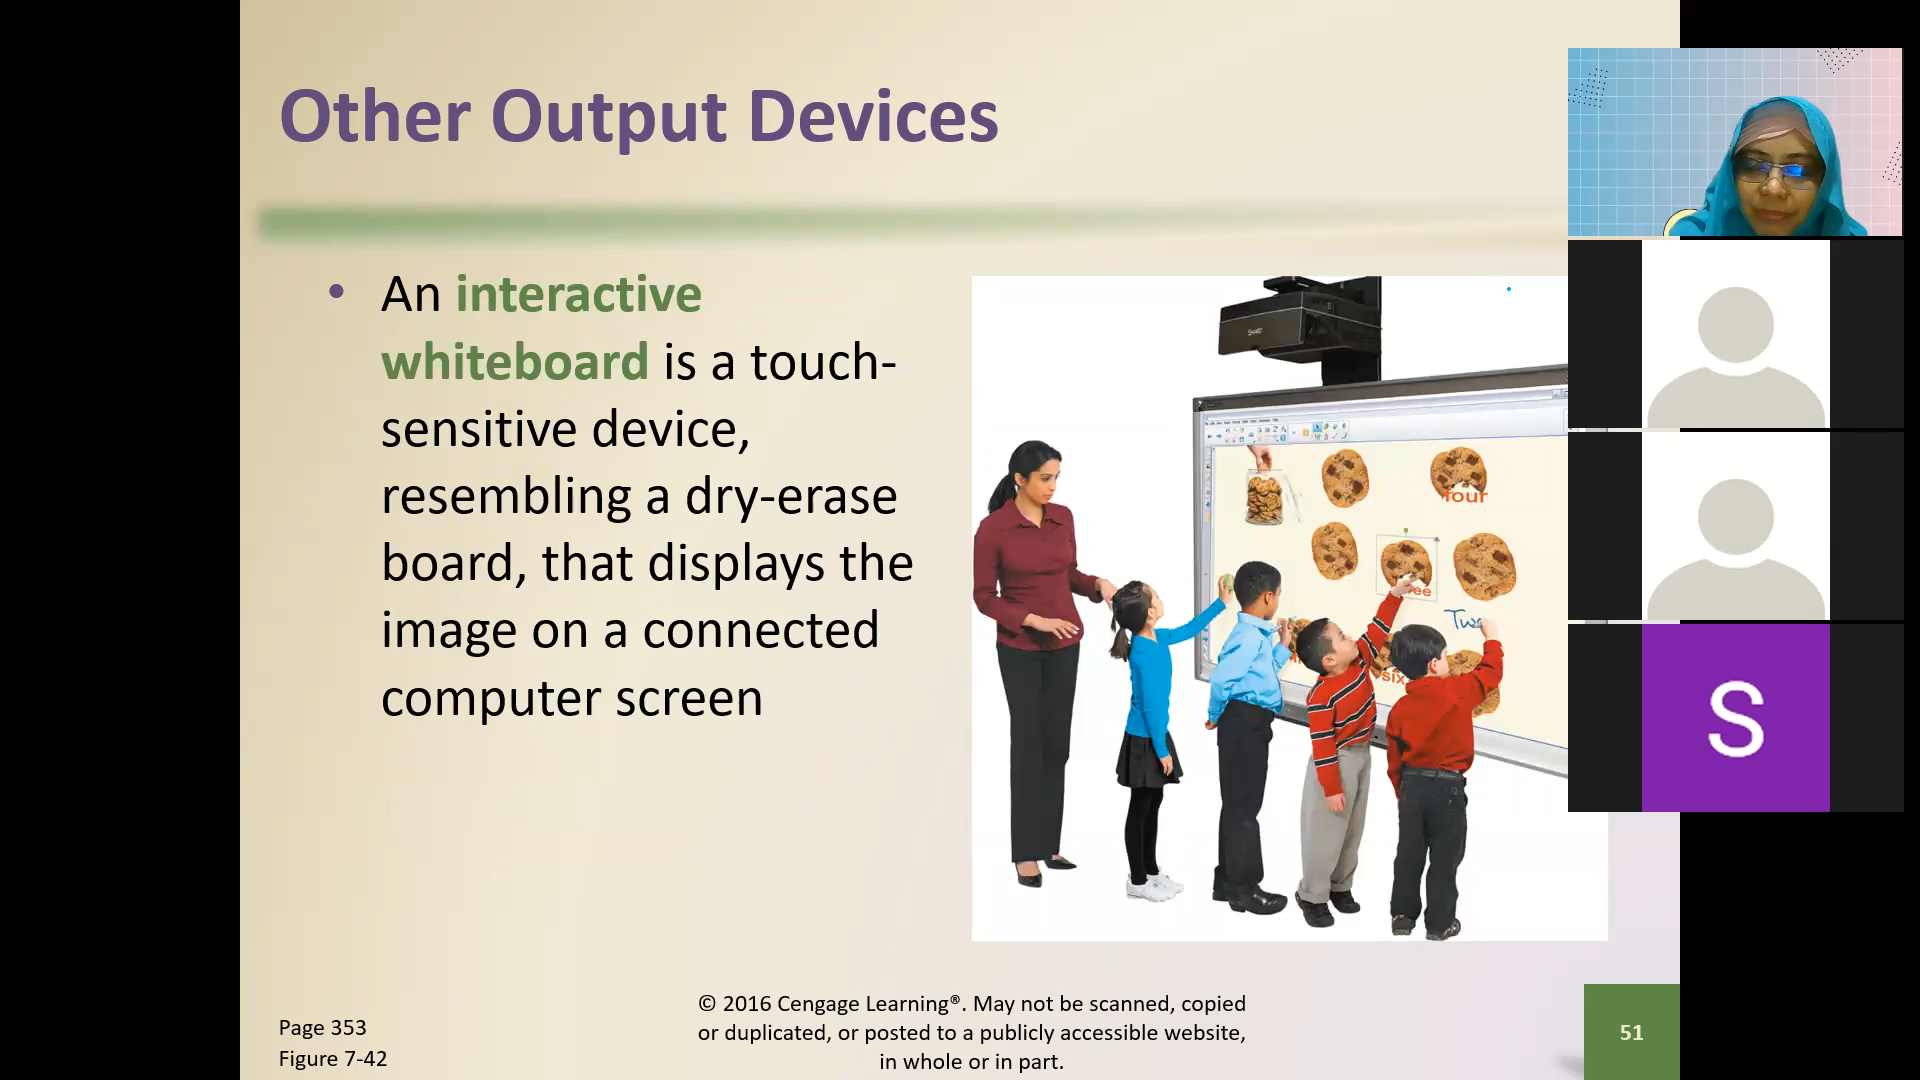 Other Output Devices
• An interactive
whiteboard is a touch-
sensitive device,
resembling a dry-erase
board, that displays the
image on a connected
computer screen
SMART
four
Two
six
S
Page 353
Figure 7-42
© 2016 Cengage Learning®. May not be scanned, copied
or duplicated, or posted to a publicly accessible website,
in whole or in part.
51